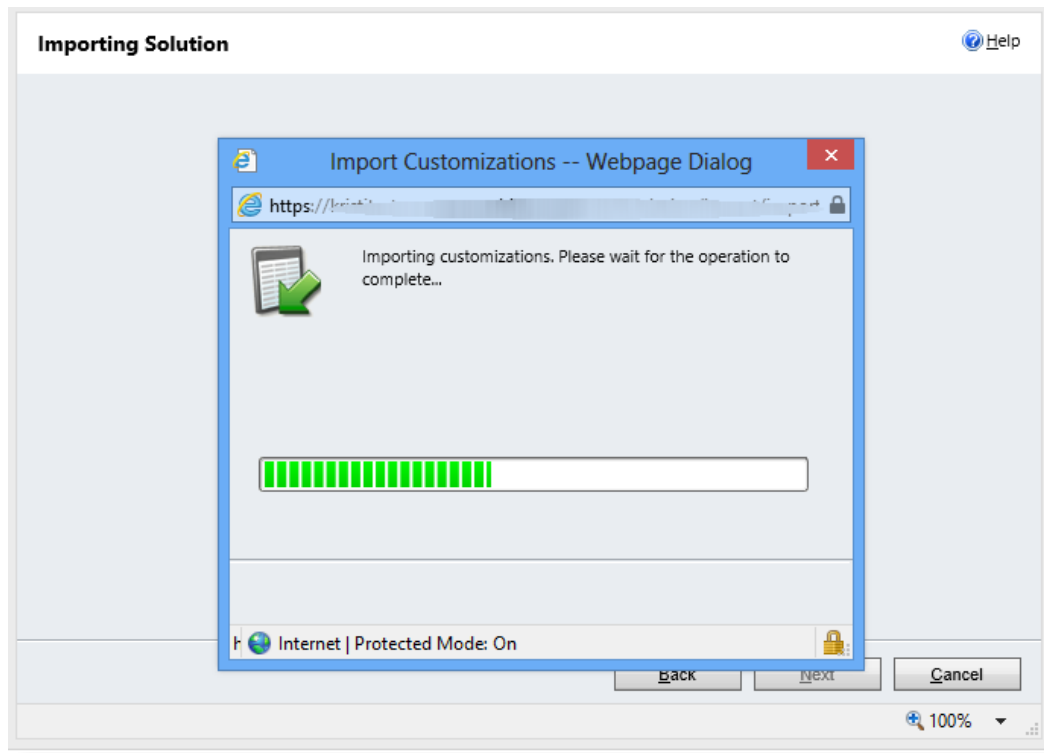 Importing Solution
Help
Import Customizations -- Webpage Dialog
https://
Importing customizations. Please wait for the operation to
complete...
Internet | Protected Mode: On
Back
Next
Cancel
100%